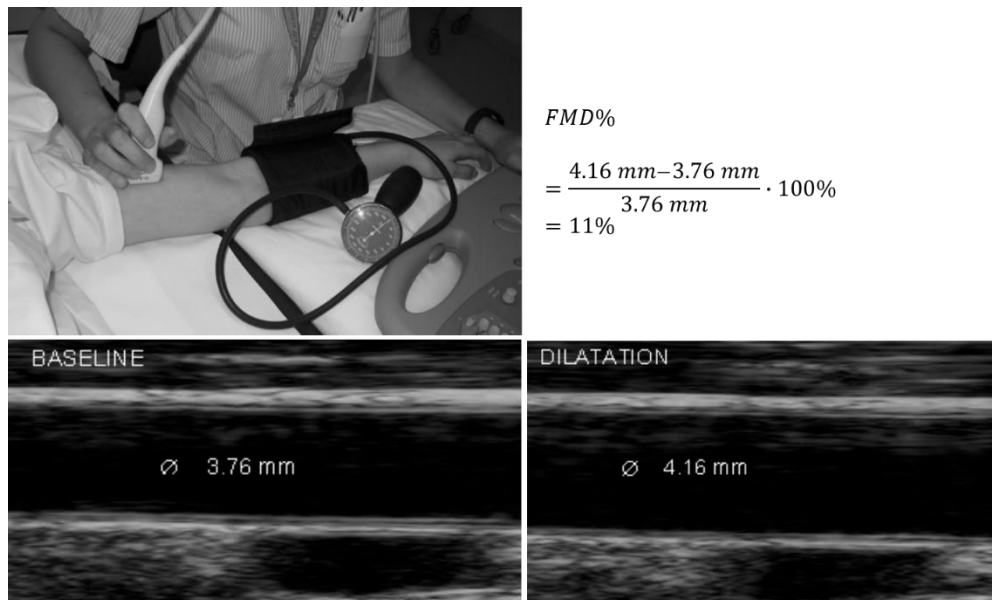 FMD%
= 4.16 mm–3.76 mm / 3.76 mm · 100%
= 11%
BASELINE
⌀ 3.76 mm
DILATATION
⌀ 4.16 mm